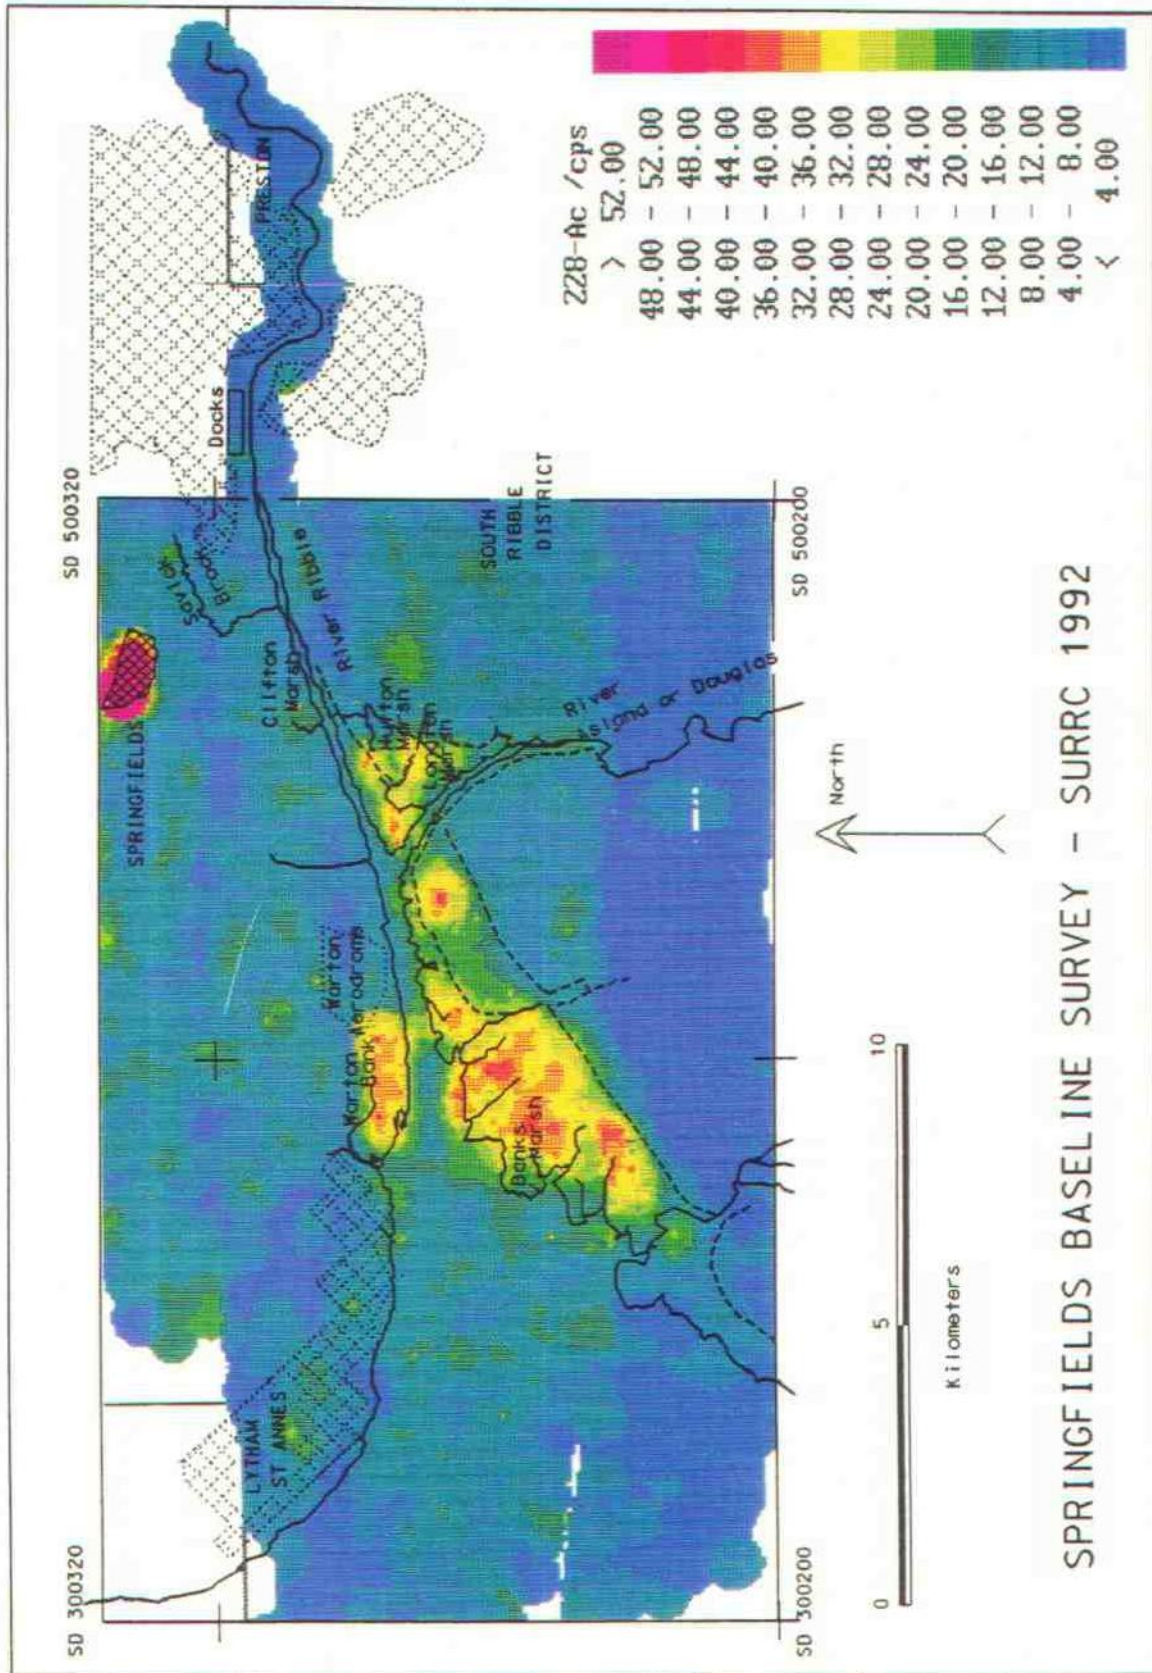 SD 300320
SD 500320
LYTHAM
ST ANNES
SPRINGFIELDS
Savick
Brook
Docks
PRESTON
Clifton
Marsh
River Ribble
Warton
Aerodrome
Warton
Bank
Hutton
Marsh
Longton
Marsh
Banks
Marsh
SOUTH
RIBBLE
DISTRICT
River
Island or Douglas
SD 300200
SD 500200
228-Ac /cps
> 52.00
48.00 - 52.00
44.00 - 48.00
40.00 - 44.00
36.00 - 40.00
32.00 - 36.00
28.00 - 32.00
24.00 - 28.00
20.00 - 24.00
16.00 - 20.00
12.00 - 16.00
8.00 - 12.00
4.00 - 8.00
< 4.00
North
0
5
10
Kilometers
SPRINGFIELDS BASELINE SURVEY - SURRC 1992